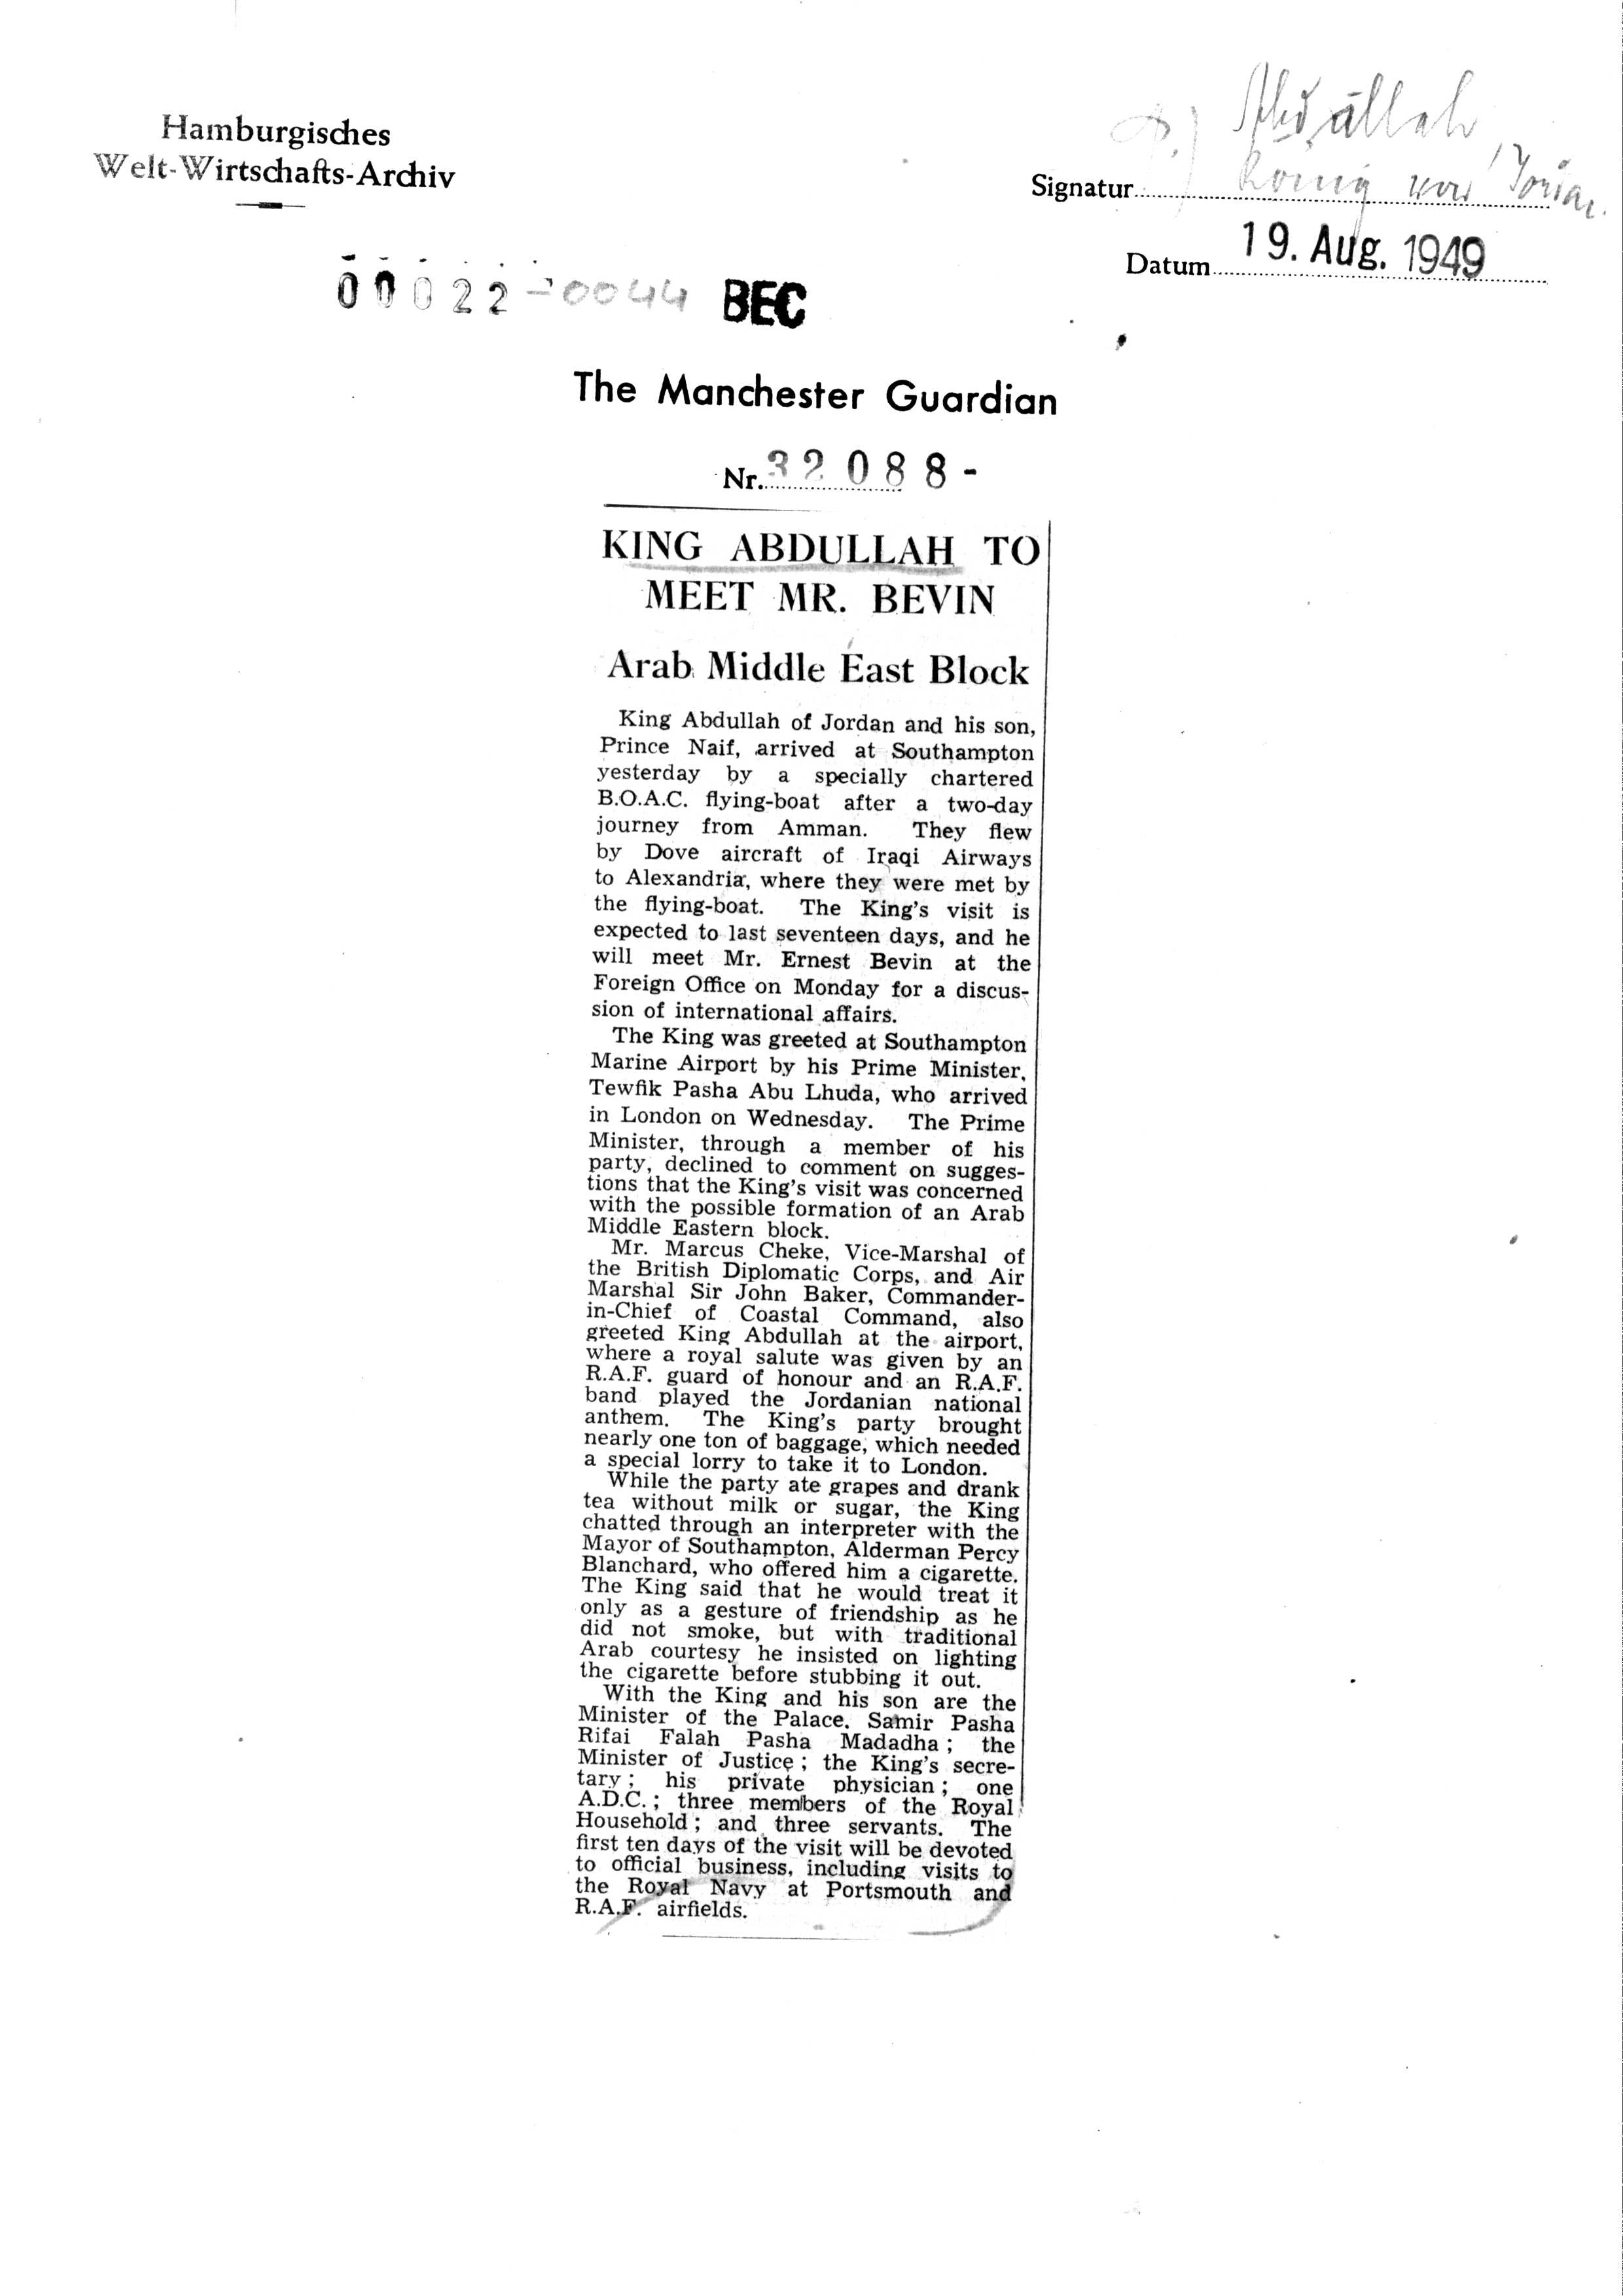 Hamburgisches
Welt-Wirtschafts-Archiv
Abdállah,
Signatur König von Jordan.
Datum 19. Aug. 1949
00022-0044 BEC
The Manchester Guardian
Nr. 32088-
KING ABDULLAH TO
MEET MR. BEVIN
Arab Middle East Block
King Abdullah of Jordan and his son,
Prince Naif, arrived at Southampton
yesterday by a specially chartered
B.O.A.C. flying-boat after a two-day
journey from Amman. They flew
by Dove aircraft of Iraqi Airways
to Alexandria, where they were met by
the flying-boat. The King's visit is
expected to last seventeen days, and he
will meet Mr. Ernest Bevin at the
Foreign Office on Monday for a discus-
sion of international affairs.
The King was greeted at Southampton
Marine Airport by his Prime Minister,
Tewfik Pasha Abu Lhuda, who arrived
in London on Wednesday. The Prime
Minister, through a member of his
party, declined to comment on sugges-
tions that the King's visit was concerned
with the possible formation of an Arab
Middle Eastern block.
Mr. Marcus Cheke, Vice-Marshal of
the British Diplomatic Corps, and Air
Marshal Sir John Baker, Commander-
in-Chief of Coastal Command, also
greeted King Abdullah at the airport,
where a royal salute was given by an
R.A.F. guard of honour and an R.A.F.
band played the Jordanian national
anthem. The King's party brought
nearly one ton of baggage, which needed
a special lorry to take it to London.
While the party ate grapes and drank
tea without milk or sugar, the King
chatted through an interpreter with the
Mayor of Southampton, Alderman Percy
Blanchard, who offered him a cigarette.
The King said that he would treat it
only as a gesture of friendship as he
did not smoke, but with traditional
Arab courtesy he insisted on lighting
the cigarette before stubbing it out.
With the King and his son are the
Minister of the Palace, Samir Pasha
Rifai Falah Pasha Madadha; the
Minister of Justice; the King's secre-
tary; his private physician; one
A.D.C.; three members of the Royal
Household; and three servants. The
first ten days of the visit will be devoted
to official business, including visits to
the Royal Navy at Portsmouth and
R.A.F. airfields.